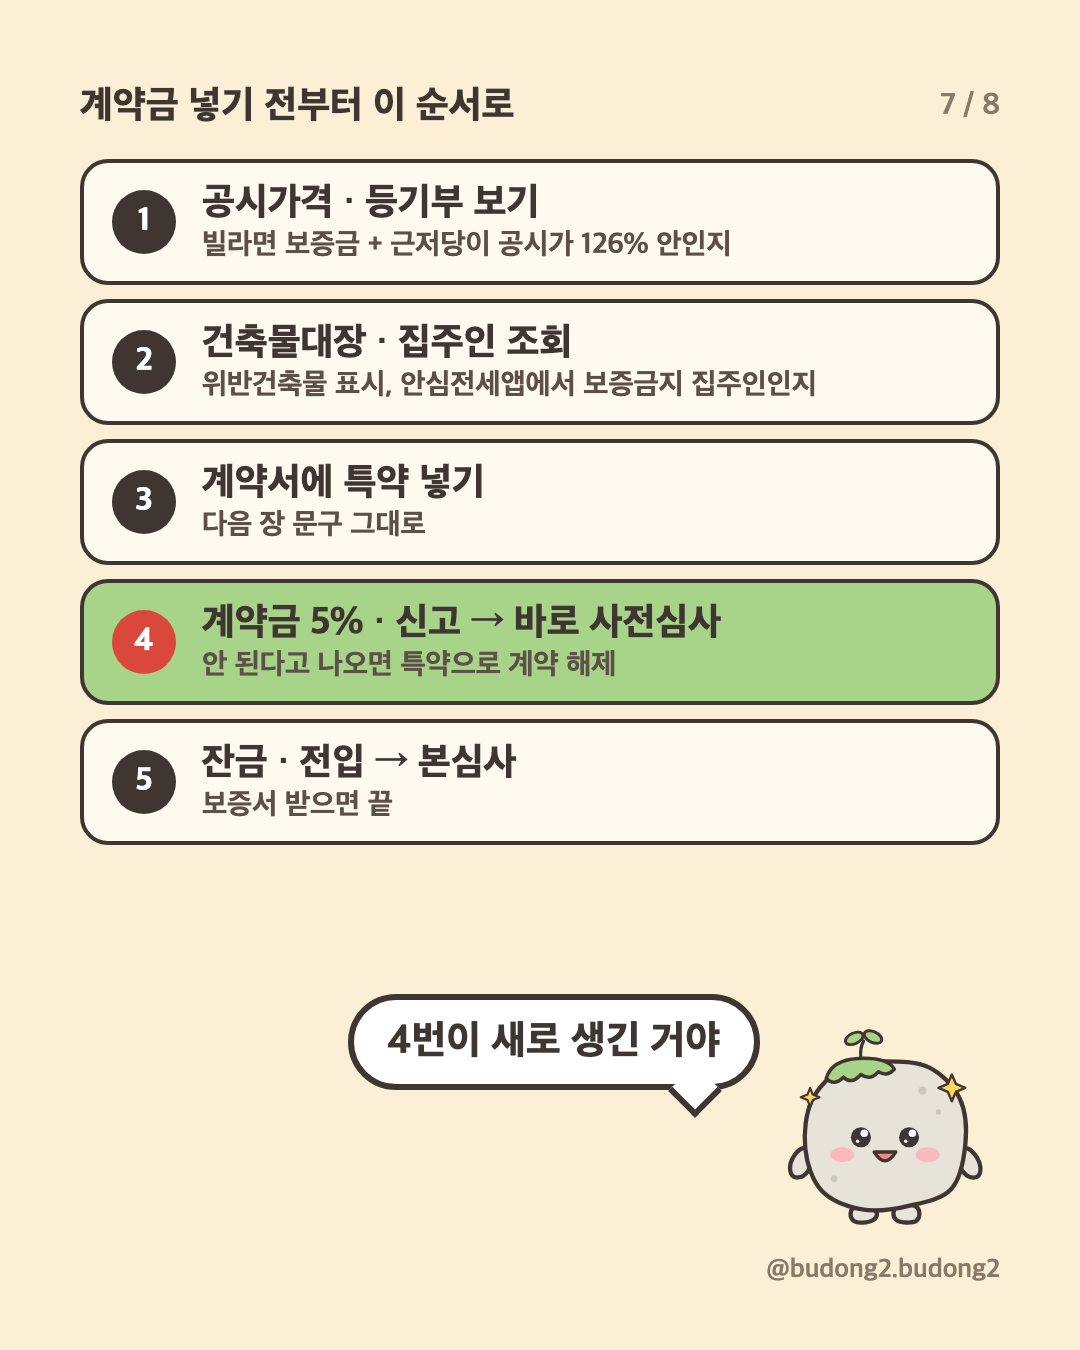 계약금 넣기 전부터 이 순서로
7 / 8
1
공시가격 · 등기부 보기
빌라면 보증금 + 근저당이 공시가 126% 안인지
2
건축물대장 · 집주인 조회
위반건축물 표시, 안심전세앱에서 보증금지 집주인인지
3
계약서에 특약 넣기
다음 장 문구 그대로
4
계약금 5% · 신고 → 바로 사전심사
안 된다고 나오면 특약으로 계약 해제
5
잔금 · 전입 → 본심사
보증서 받으면 끝
4번이 새로 생긴 거야
@budong2.budong2